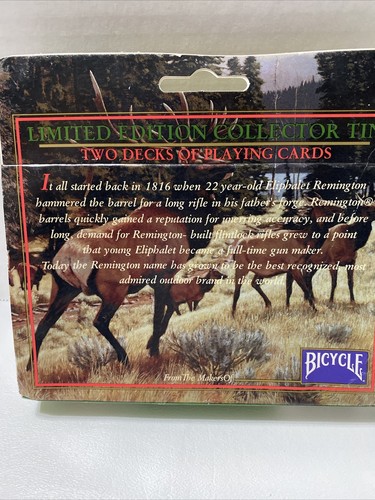 LIMITED EDITION COLLECTOR TIN
TWO DECKS OF PLAYING CARDS
It all started back in 1816 when 22 year-old Eliphalet Remington
hammered the barrel for a long rifle in his father's forge. Remington®
barrels quickly gained a reputation for unerring accuracy, and before
long, demand for Remington- built flintlock rifles grew to a point
that young Eliphalet became a full-time gun maker.
Today the Remington name has grown to be the best recognized, most
admired outdoor brand in the world.
From The Makers Of
BICYCLE